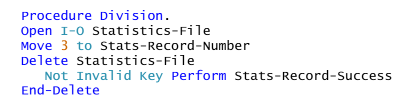 Procedure Division.
Open I-O Statistics-File
Move 3 to Stats-Record-Number
Delete Statistics-File
   Not Invalid Key Perform Stats-Record-Success
End-Delete